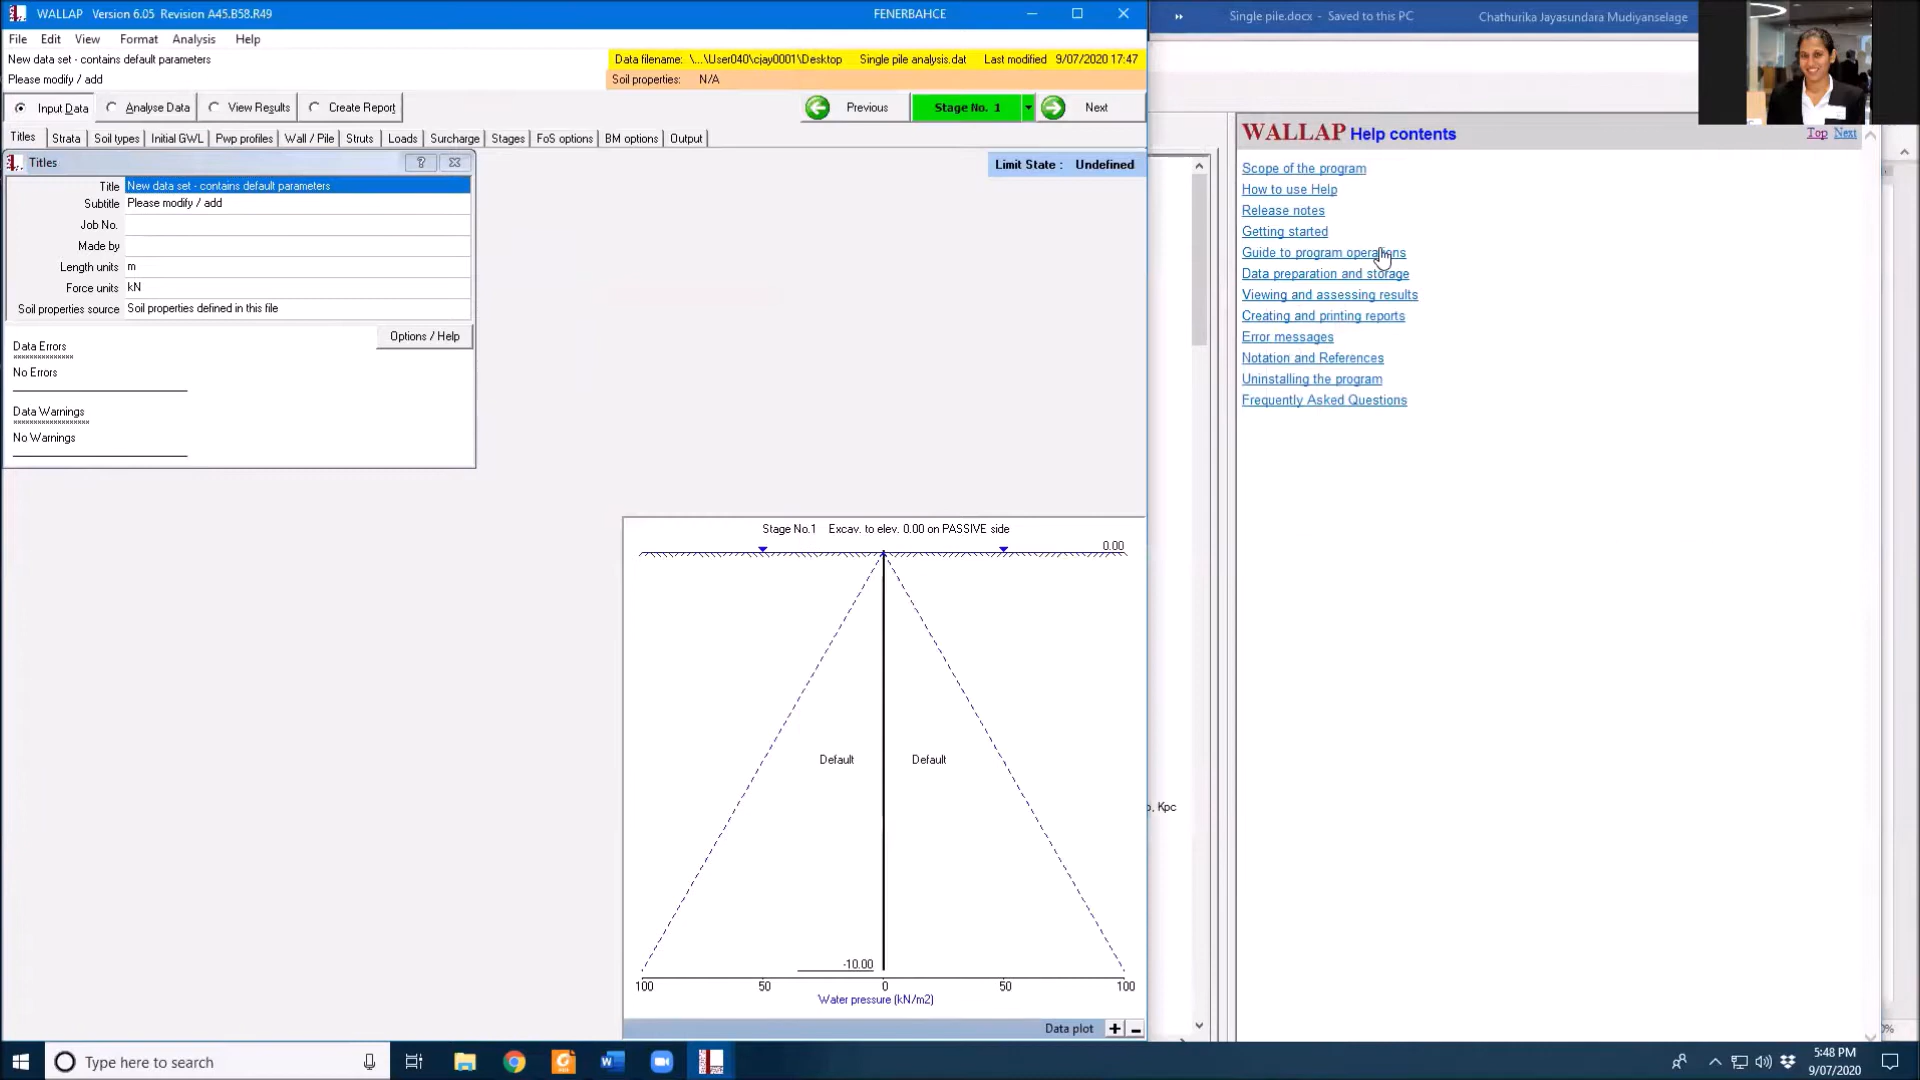 WALLAP Version 6.05 Revision A45.B58.R49 FENERBAHCE
Single pile.docx - Saved to this PC Chathurika Jayasundara Mudiyanselage
File Edit View Format Analysis Help
New data set - contains default parameters
Please modify / add
Data filename: \...\User040\cjay0001\Desktop Single pile analysis.dat Last modified 9/07/2020 17:47
Soil properties: N/A
Input Data Analyse Data View Results Create Report Previous Stage No. 1 Next
Titles Strata Soil types Initial GWL Pwp profiles Wall / Pile Struts Loads Surcharge Stages FoS options BM options Output
Titles ?
Limit State : Undefined
Title New data set - contains default parameters
Subtitle Please modify / add
Job No.
Made by
Length units m
Force units kN
Soil properties source Soil properties defined in this file
Options / Help
Data Errors
No Errors
Data Warnings
No Warnings
Stage No.1 Excav. to elev. 0.00 on PASSIVE side
0.00
Default Default
-10.00
100 50 0 50 100
Water pressure (kN/m2)
Data plot + -
, Kpc
WALLAP Help contents Top Next
Scope of the program
How to use Help
Release notes
Getting started
Guide to program operations
Data preparation and storage
Viewing and assessing results
Creating and printing reports
Error messages
Notation and References
Uninstalling the program
Frequently Asked Questions
Type here to search
5:48 PM
9/07/2020